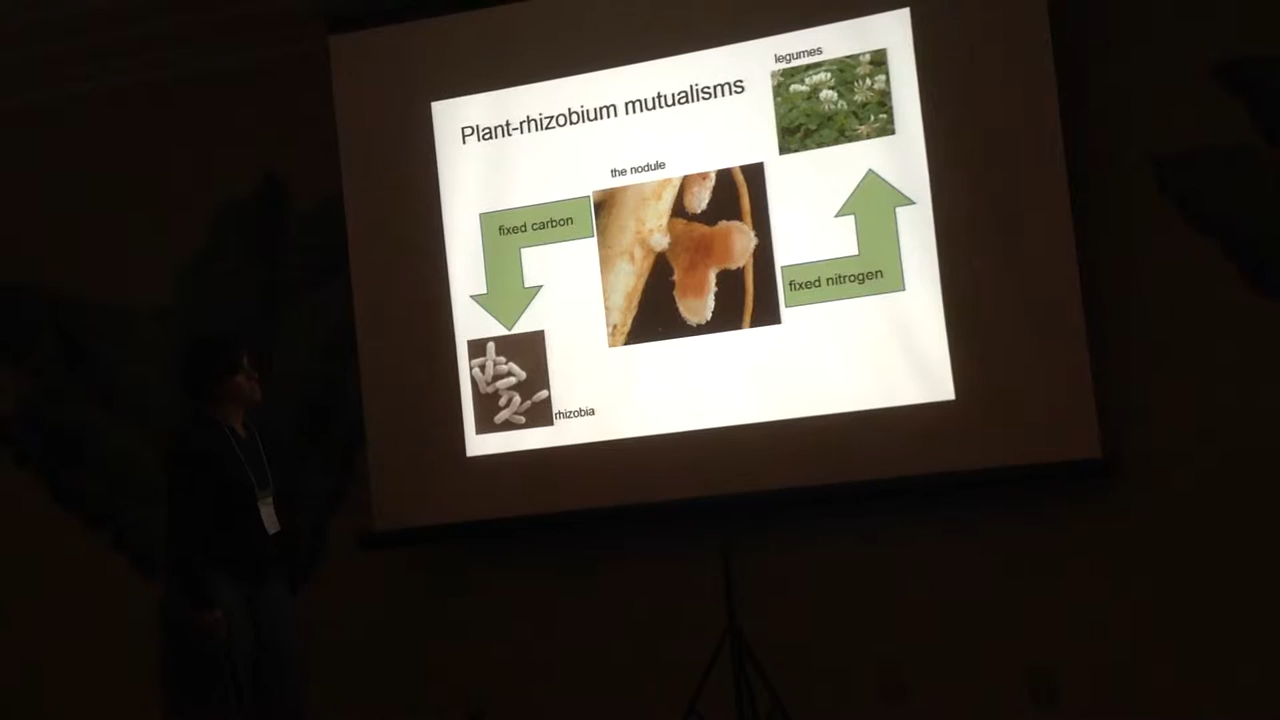 legumes
Plant-rhizobium mutualisms
the nodule
fixed carbon
fixed nitrogen
rhizobia